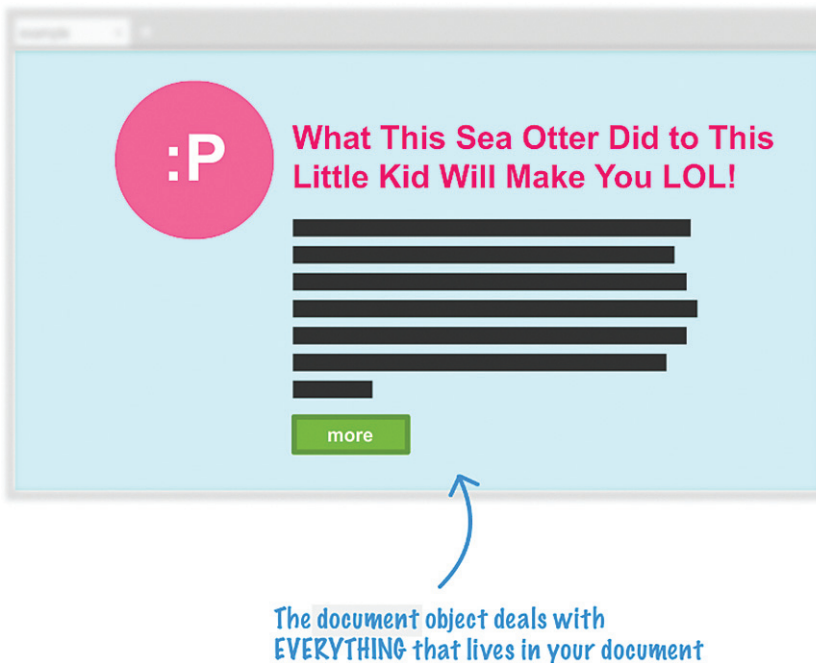 example
:P
What This Sea Otter Did to This
Little Kid Will Make You LOL!
more
The document object deals with
EVERYTHING that lives in your document